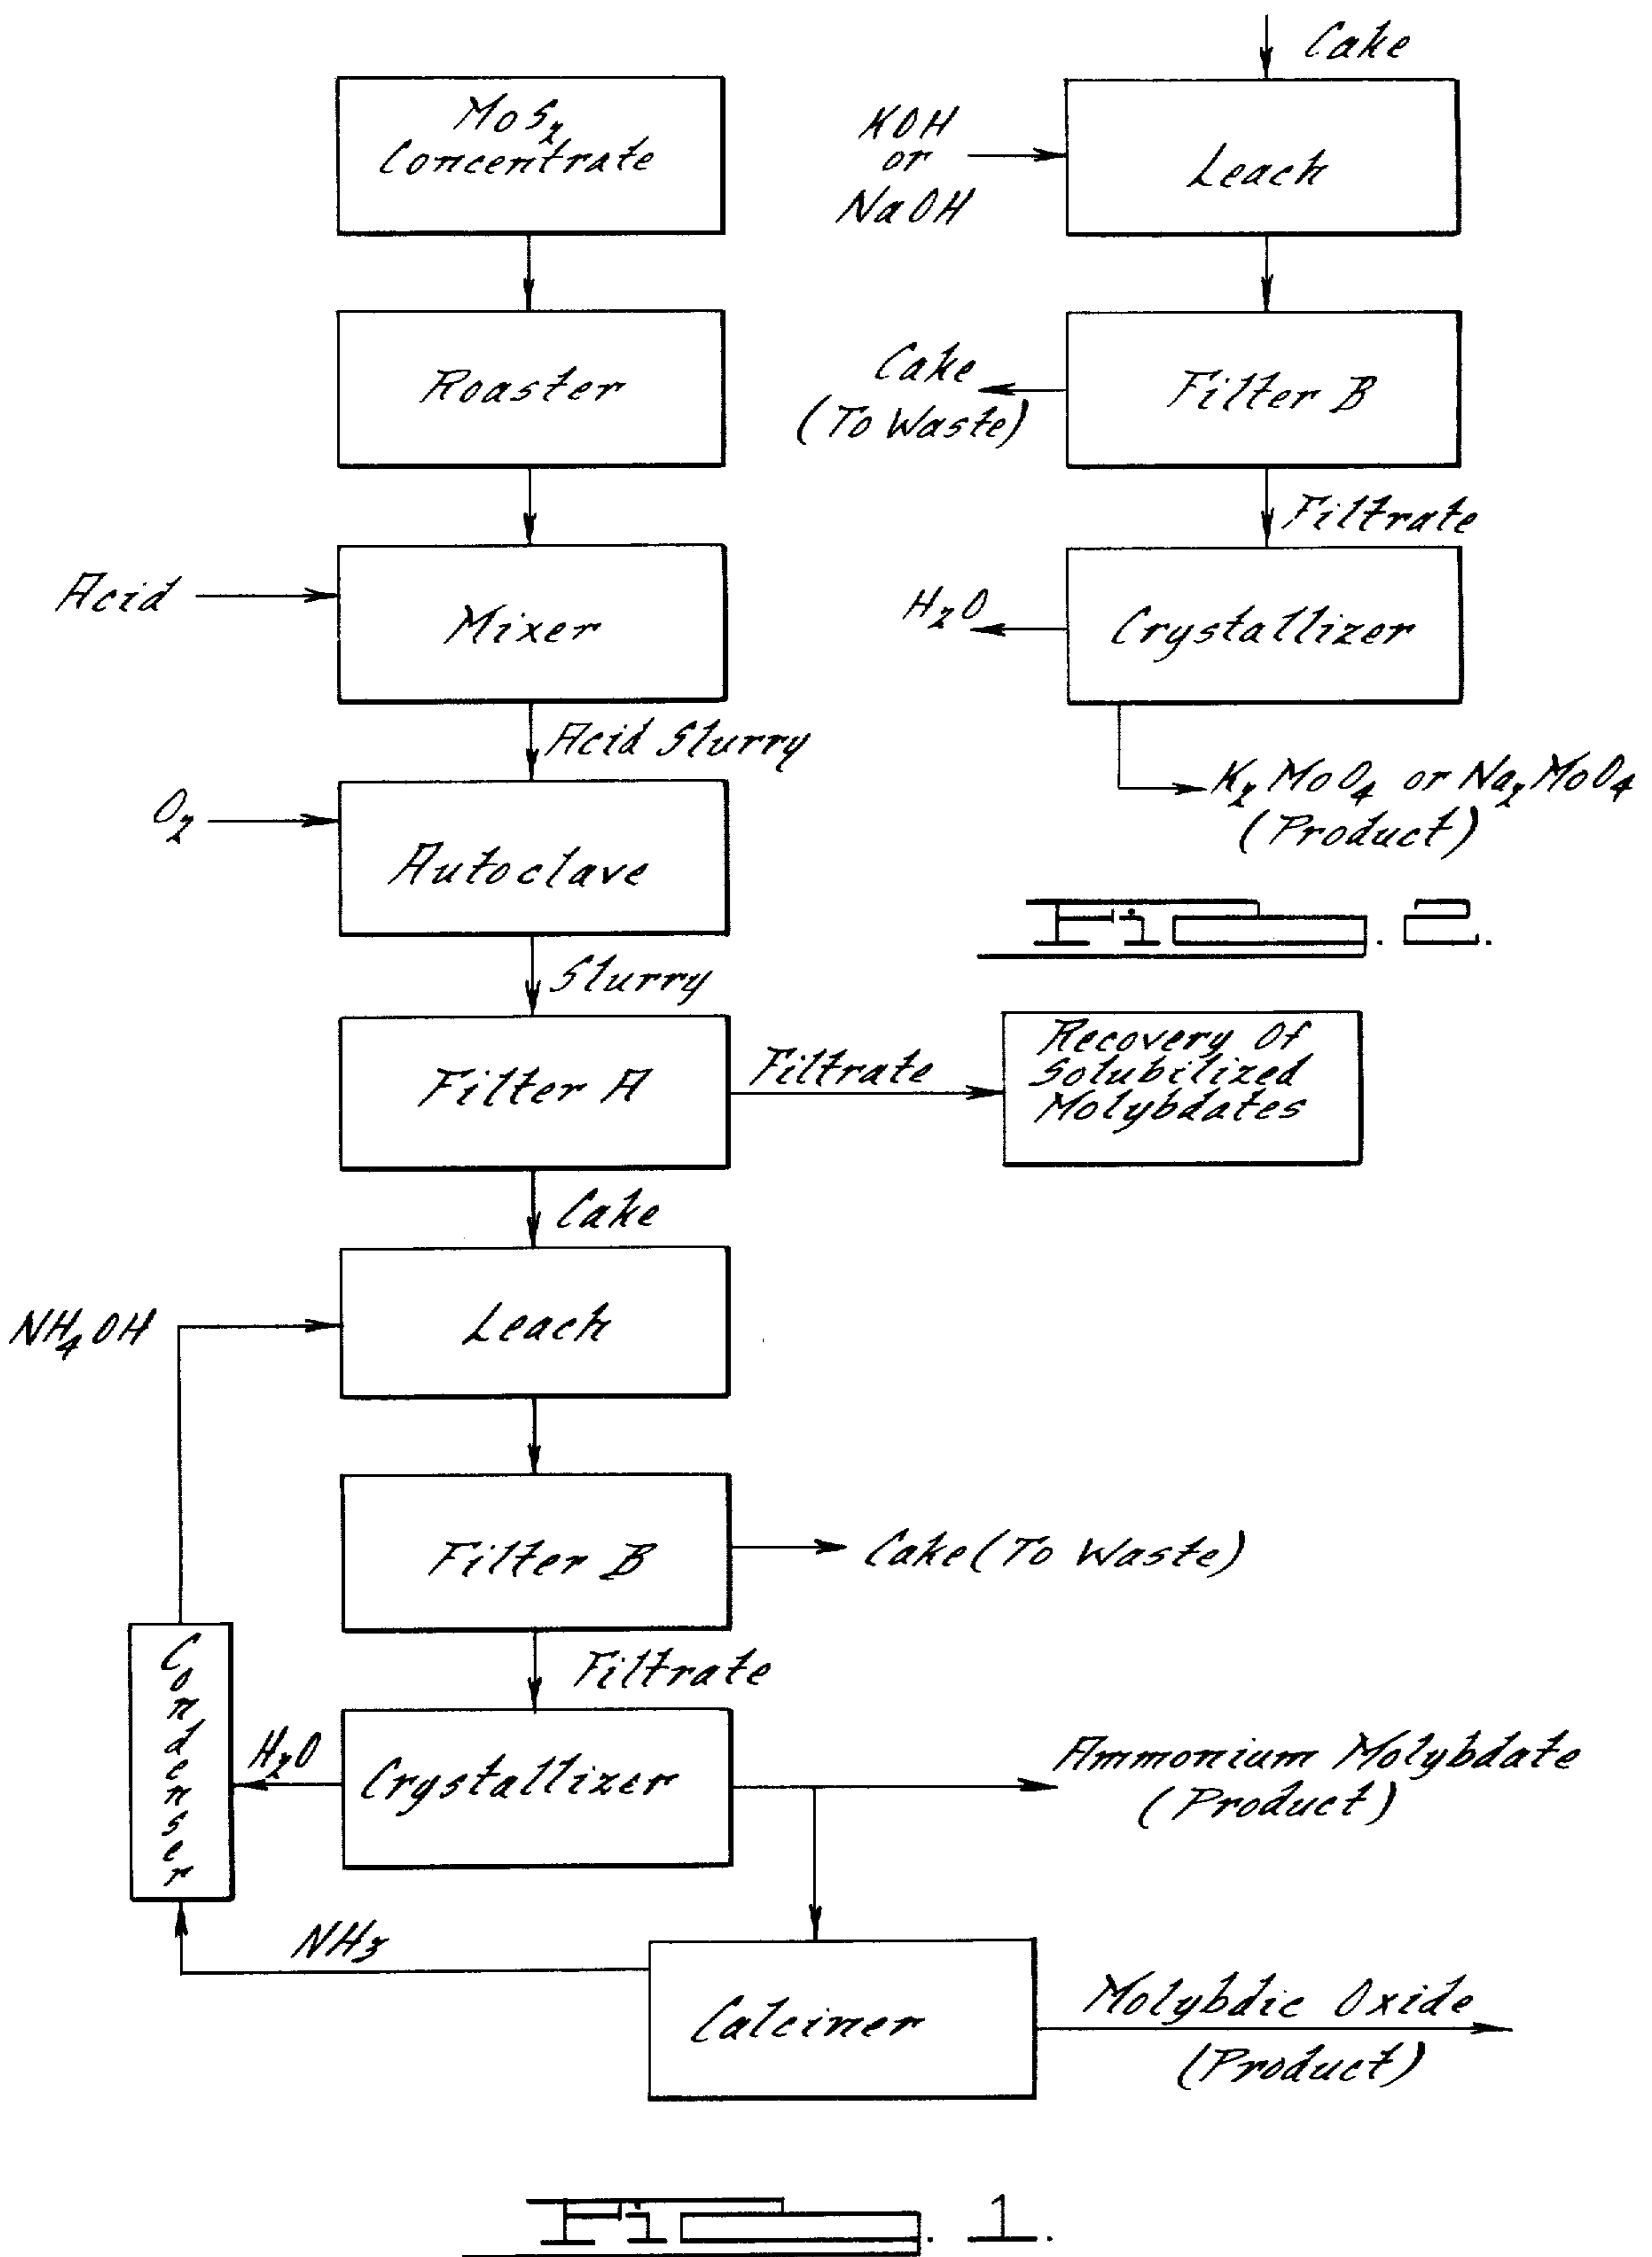 MoS2
Concentrate
Roaster
Acid
Mixer
Acid Slurry
O2
Autoclave
Slurry
Filter A
Filtrate
Recovery Of
Solubilized
Molybdates
Cake
NH4OH
Leach
Filter B
Cake (To Waste)
Filtrate
Condenser
H2O
Crystallizer
Ammonium Molybdate
(Product)
NH3
Calciner
Molybdic Oxide
(Product)
Fig. 1.
Cake
KOH
or
NaOH
Leach
Cake
(To Waste)
Filter B
Filtrate
H2O
Crystallizer
K2MoO4 or Na2MoO4
(Product)
Fig. 2.